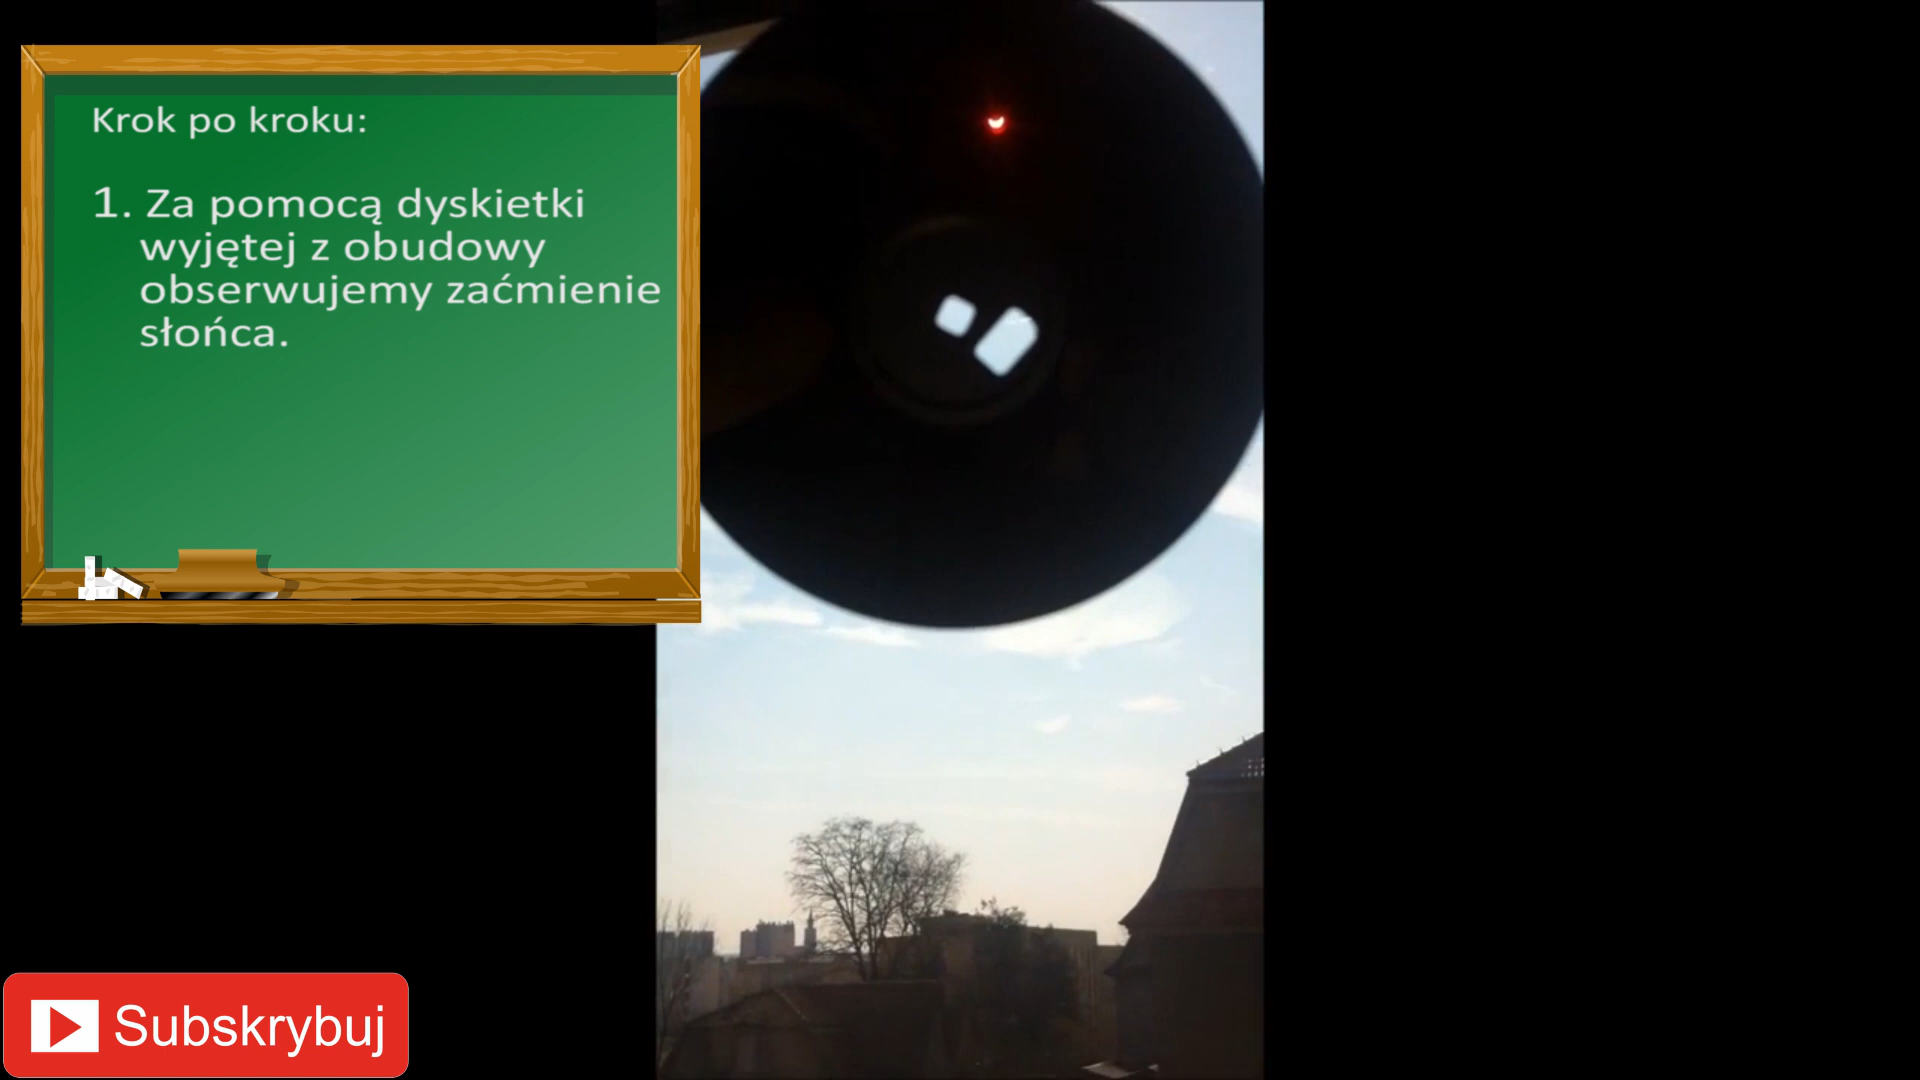 Krok po kroku:
1. Za pomocą dyskietki
wyjętej z obudowy
obserwujemy zaćmienie
słońca.
Subskrybuj